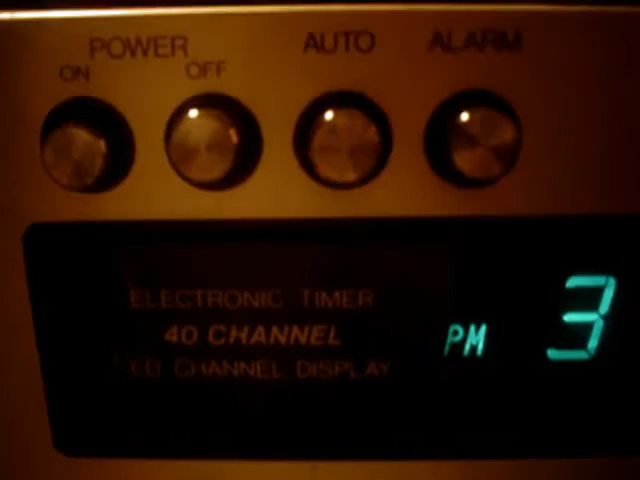 POWER AUTO ALARM
ON OFF
ELECTRONIC TIMER
40 CHANNEL
LED CHANNEL DISPLAY
PM 3